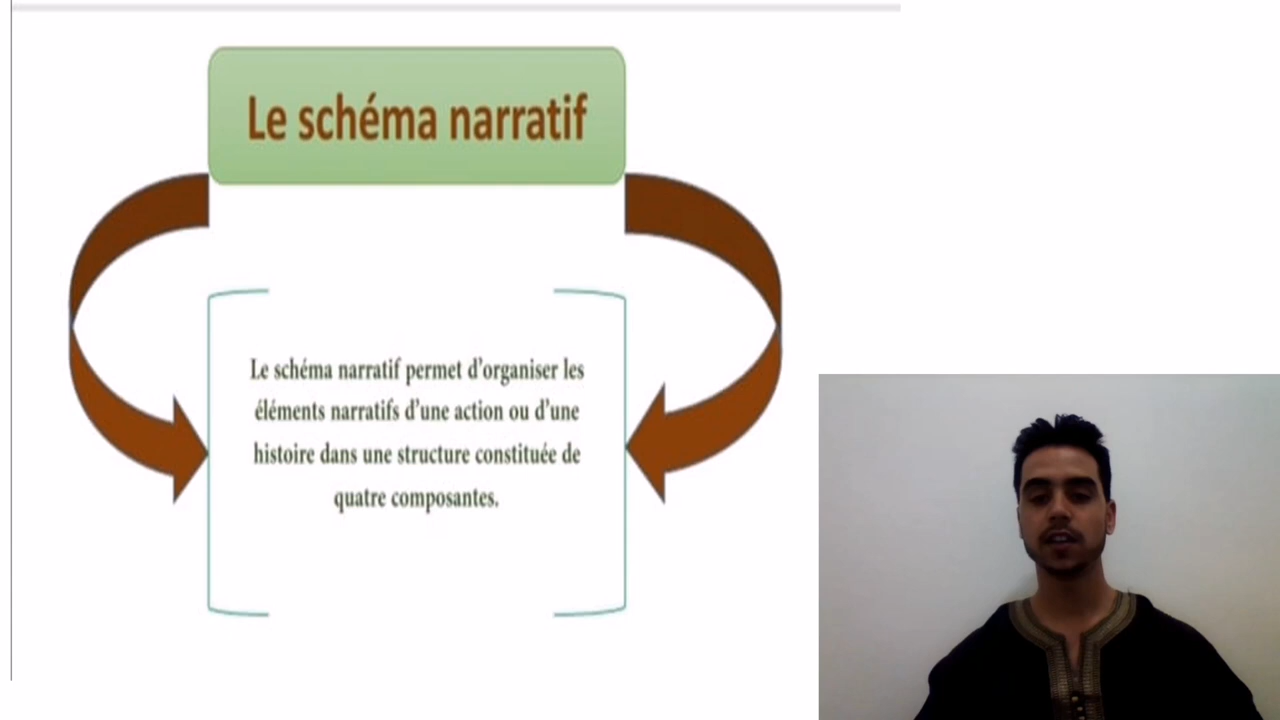 Le schéma narratif
Le schéma narratif permet d'organiser les
éléments narratifs d'une action ou d'une
histoire dans une structure constituée de
quatre composantes.